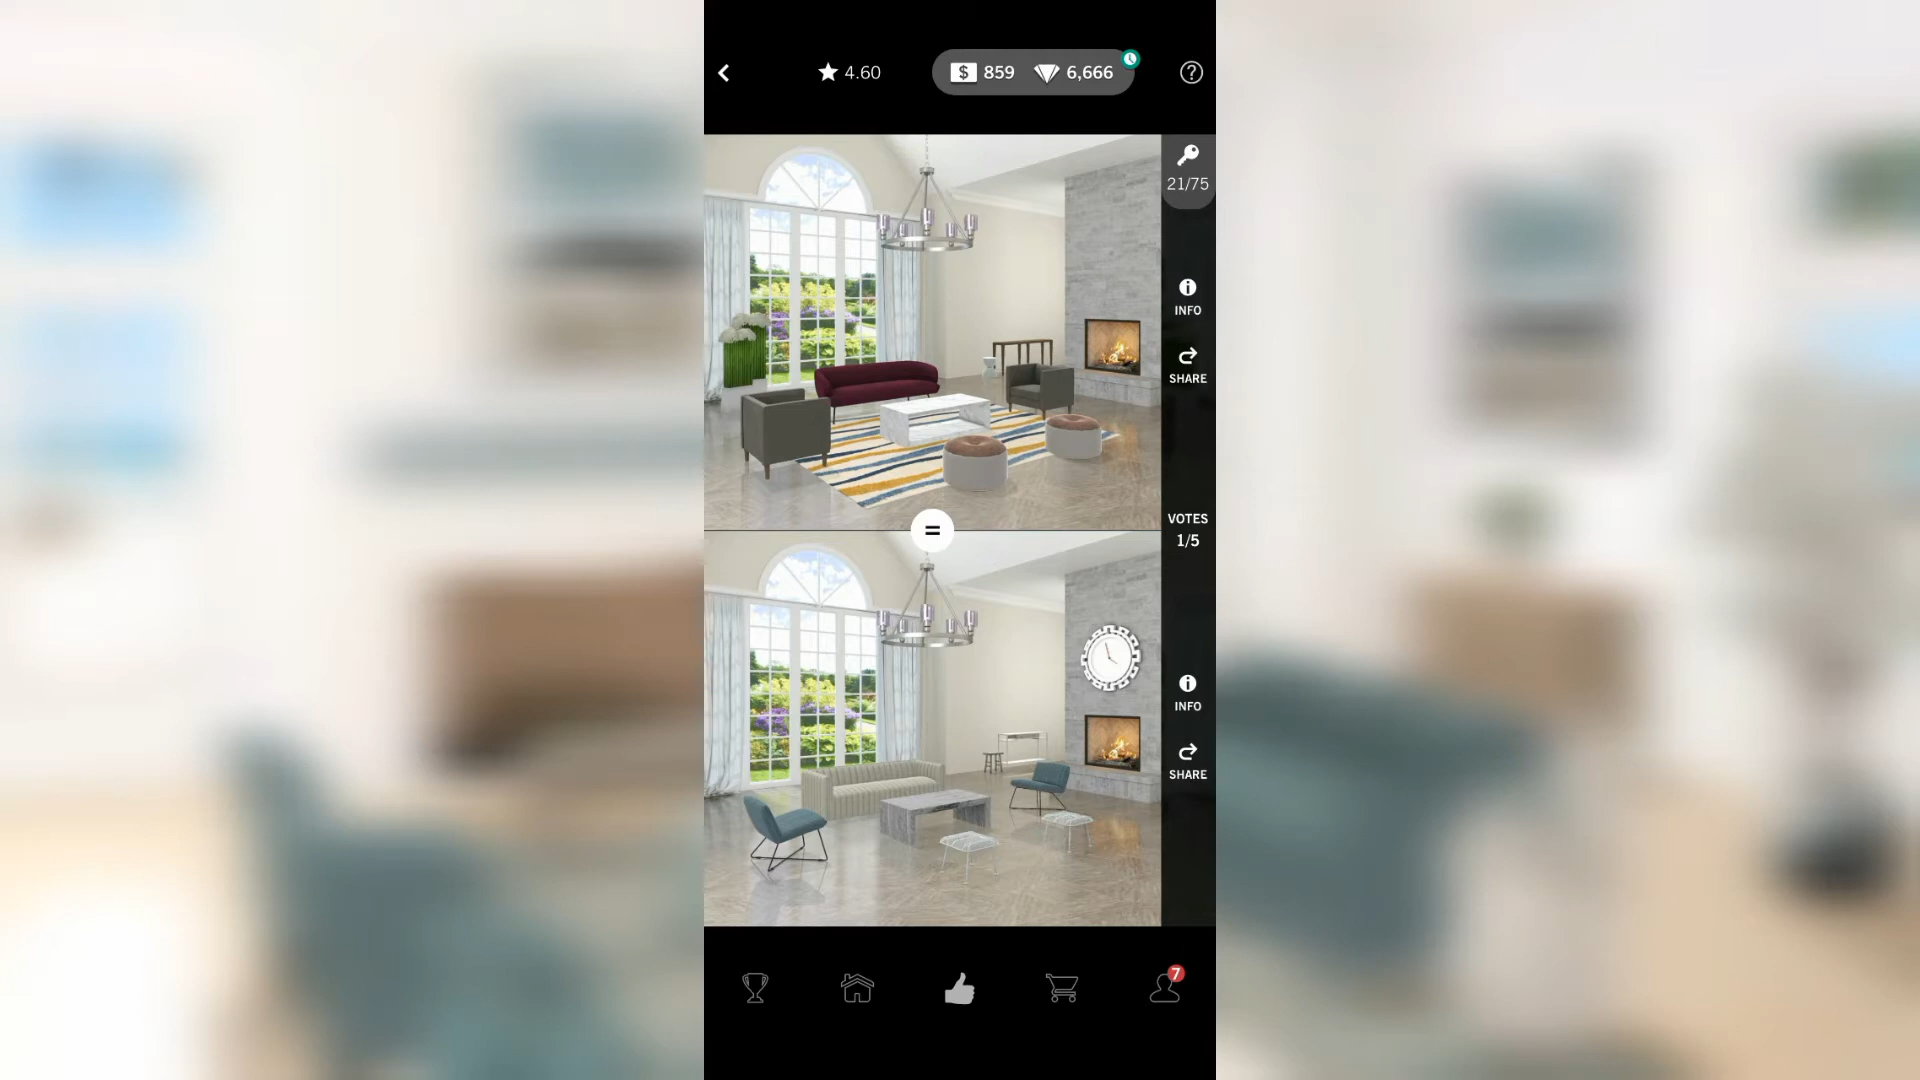 4.60
$ 859 6,666
?
21/75
INFO
SHARE
=
VOTES
1/5
INFO
SHARE
7